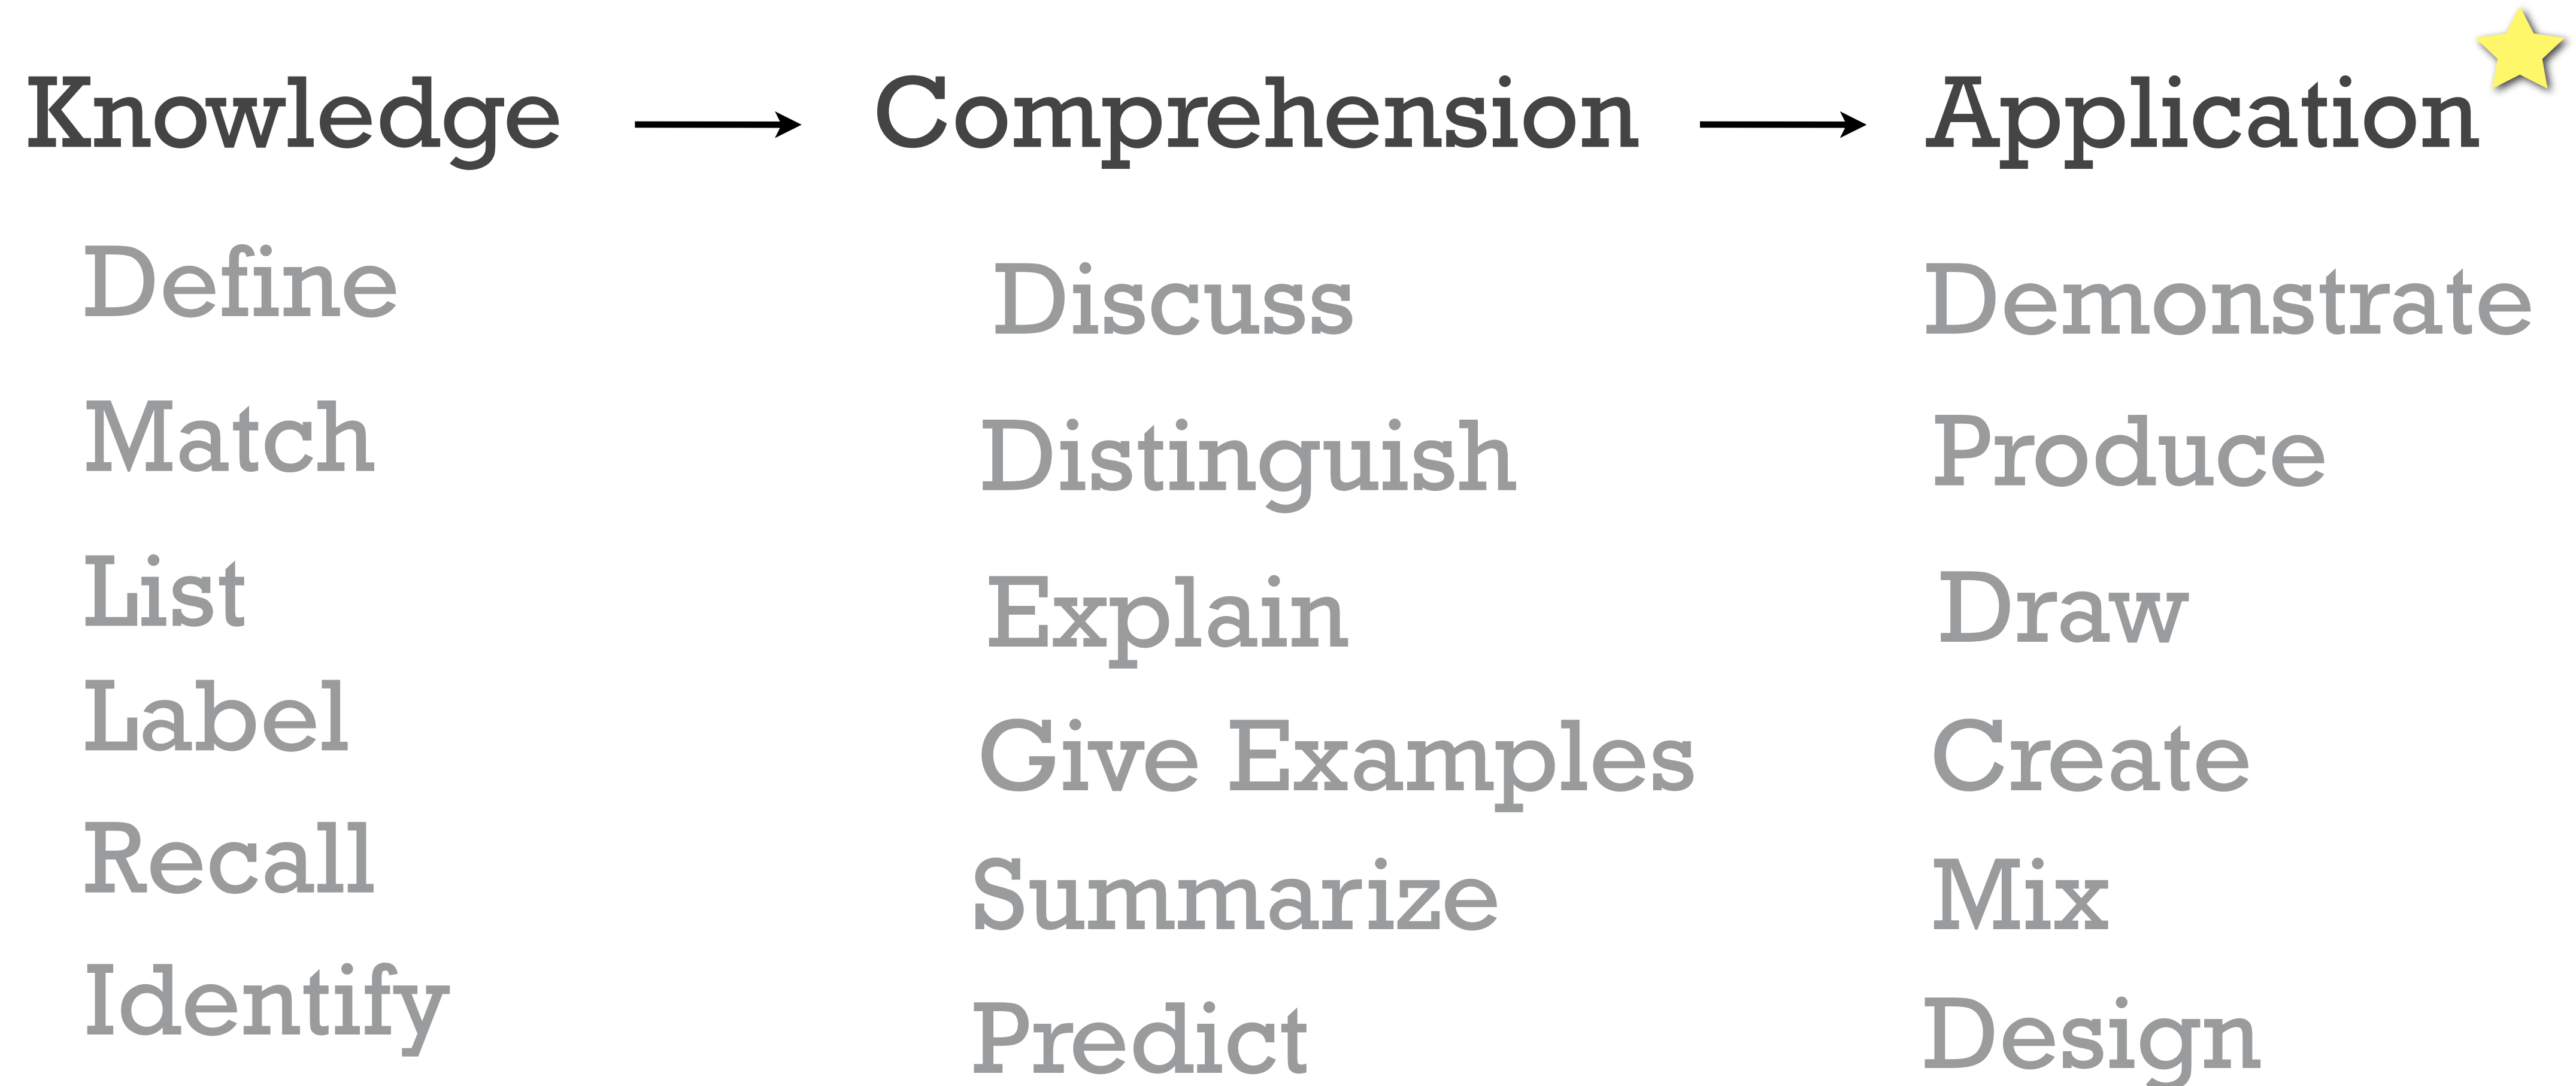 Knowledge Comprehension Application
Define
Match
List
Label
Recall
Identify
Discuss
Distinguish
Explain
Give Examples
Summarize
Predict
Demonstrate
Produce
Draw
Create
Mix
Design